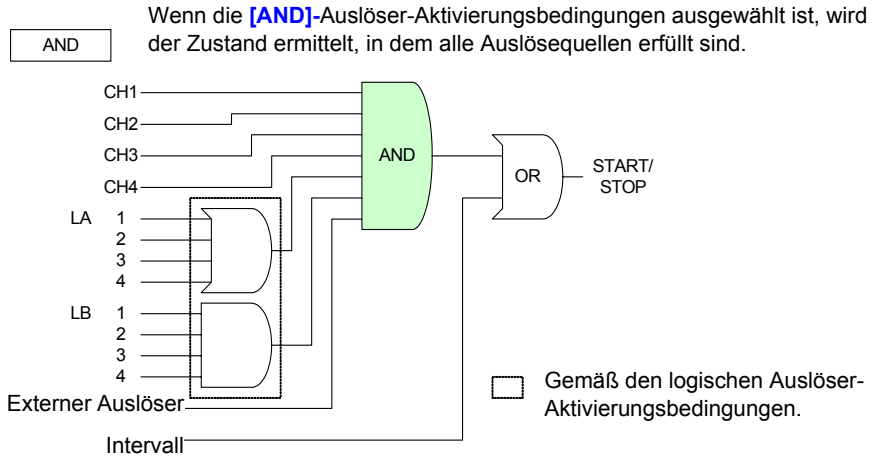 Wenn die [AND]-Auslöser-Aktivierungsbedingungen ausgewählt ist, wird
AND
der Zustand ermittelt, in dem alle Auslösequellen erfüllt sind.
CH1
CH2
CH3
CH4
AND
OR
START/
STOP
LA 1
2
3
4
LB 1
2
3
4
Externer Auslöser
Intervall
Gemäß den logischen Auslöser-
Aktivierungsbedingungen.